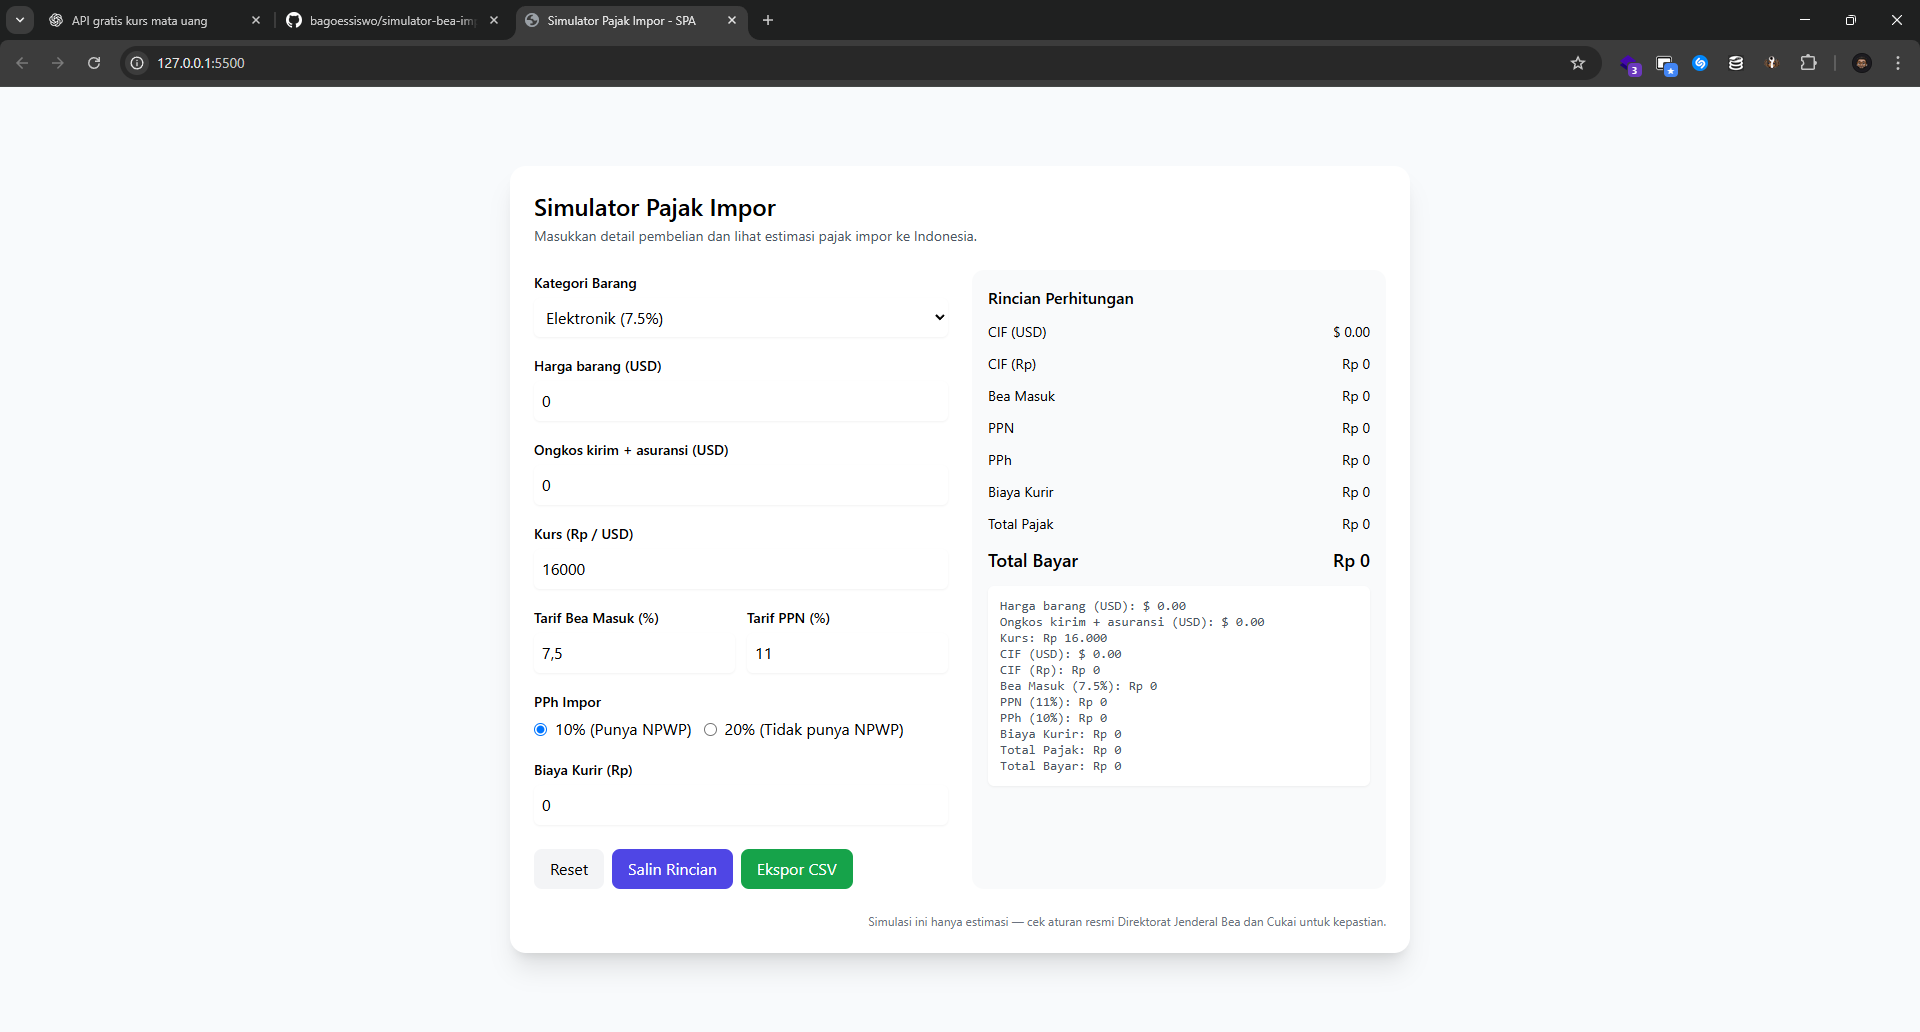 API gratis kurs mata uang
bagoessiswo/simulator-bea-im
Simulator Pajak Impor - SPA
127.0.0.1:5500
3
Simulator Pajak Impor
Masukkan detail pembelian dan lihat estimasi pajak impor ke Indonesia.
Kategori Barang
Elektronik (7.5%)
Harga barang (USD)
0
Ongkos kirim + asuransi (USD)
0
Kurs (Rp / USD)
16000
Tarif Bea Masuk (%)
7,5
Tarif PPN (%)
11
PPh Impor
10% (Punya NPWP)
20% (Tidak punya NPWP)
Biaya Kurir (Rp)
0
Reset
Salin Rincian
Ekspor CSV
Rincian Perhitungan
CIF (USD) $ 0.00
CIF (Rp) Rp 0
Bea Masuk Rp 0
PPN Rp 0
PPh Rp 0
Biaya Kurir Rp 0
Total Pajak Rp 0
Total Bayar Rp 0
Harga barang (USD): $ 0.00
Ongkos kirim + asuransi (USD): $ 0.00
Kurs: Rp 16.000
CIF (USD): $ 0.00
CIF (Rp): Rp 0
Bea Masuk (7.5%): Rp 0
PPN (11%): Rp 0
PPh (10%): Rp 0
Biaya Kurir: Rp 0
Total Pajak: Rp 0
Total Bayar: Rp 0
Simulasi ini hanya estimasi — cek aturan resmi Direktorat Jenderal Bea dan Cukai untuk kepastian.